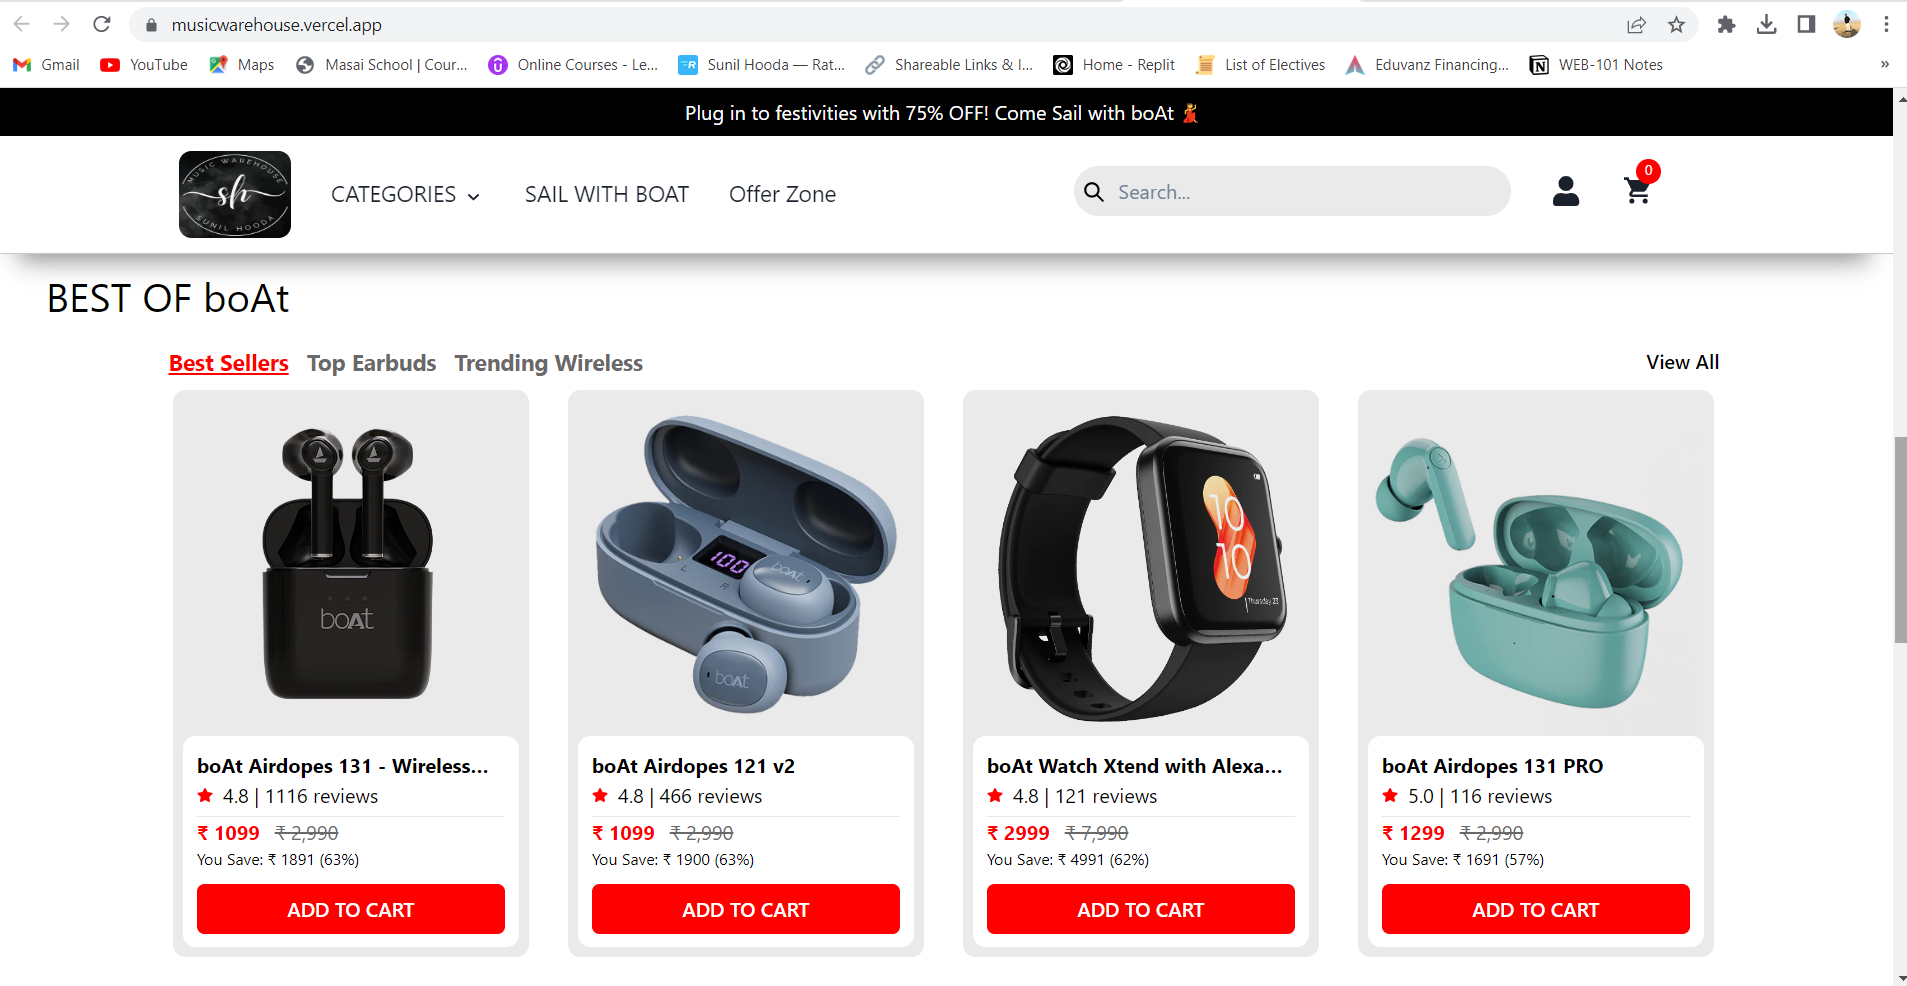 musicwarehouse.vercel.app
Gmail YouTube Maps Masai School | Cour... Online Courses - Le... Sunil Hooda — Rat... Shareable Links & I... Home - Replit List of Electives Eduvanz Financing... WEB-101 Notes »
Plug in to festivities with 75% OFF! Come Sail with boAt 💃
MUSIC WAREHOUSE
sh
SUNIL HOODA
CATEGORIES SAIL WITH BOAT Offer Zone Search... 0
BEST OF boAt
Best Sellers Top Earbuds Trending Wireless View All
boAt
100
L R
boAt
boAt
10
10
Thursday 23
boAt Airdopes 131 - Wireless... boAt Airdopes 121 v2 boAt Watch Xtend with Alexa... boAt Airdopes 131 PRO
4.8 | 1116 reviews 4.8 | 466 reviews 4.8 | 121 reviews 5.0 | 116 reviews
₹ 1099 ₹ 2,990 ₹ 1099 ₹ 2,990 ₹ 2999 ₹ 7,990 ₹ 1299 ₹ 2,990
You Save: ₹ 1891 (63%) You Save: ₹ 1900 (63%) You Save: ₹ 4991 (62%) You Save: ₹ 1691 (57%)
ADD TO CART ADD TO CART ADD TO CART ADD TO CART